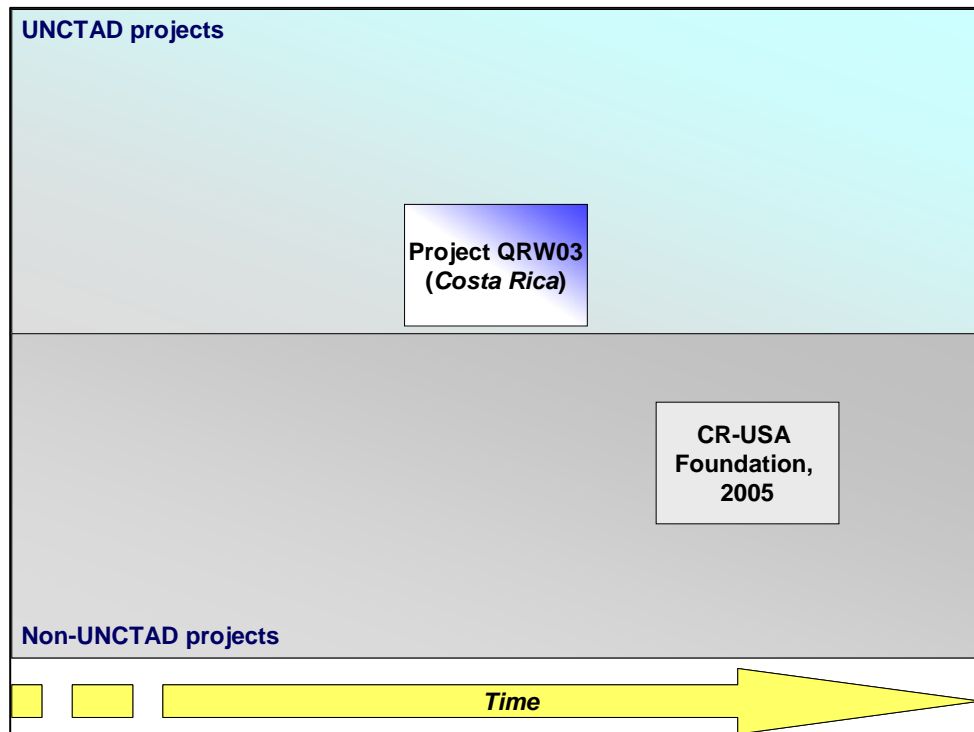 UNCTAD projects
Project QRW03
(Costa Rica)
CR-USA
Foundation,
2005
Non-UNCTAD projects
Time